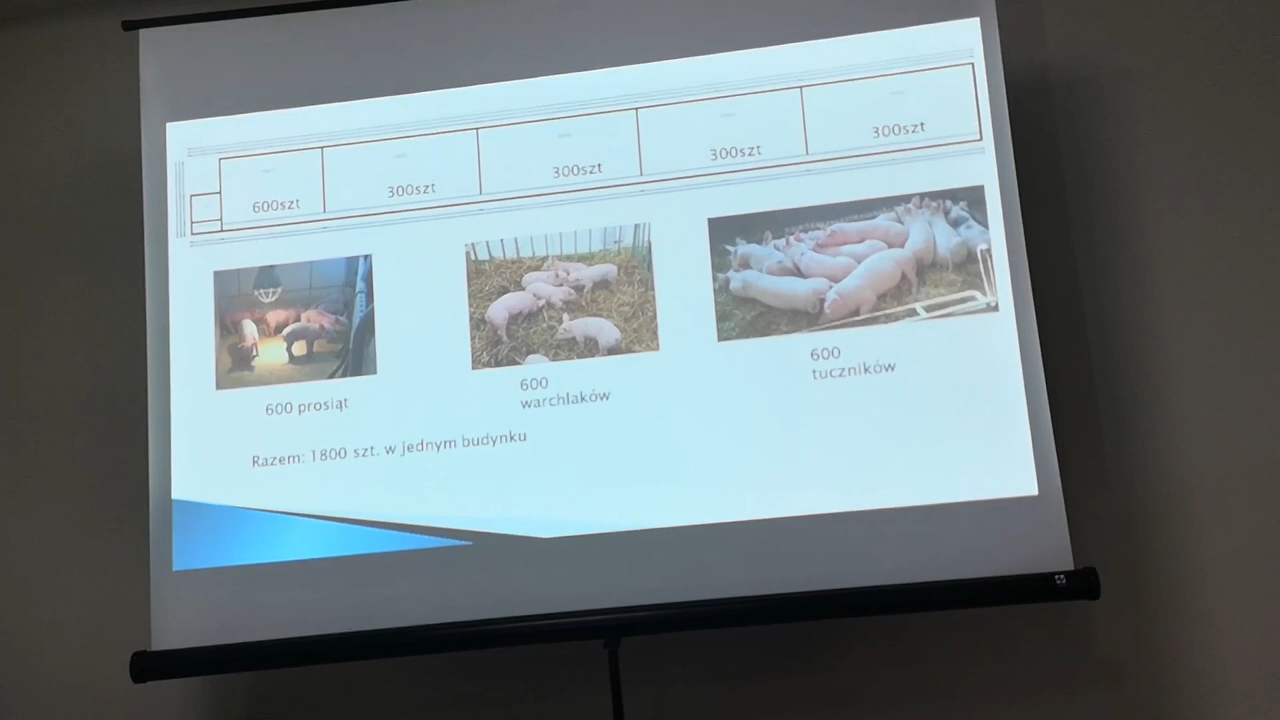 600szt
300szt
300szt
300szt
300szt
600 prosiąt
600
warchlaków
600
tuczników
Razem: 1800 szt. w jednym budynku